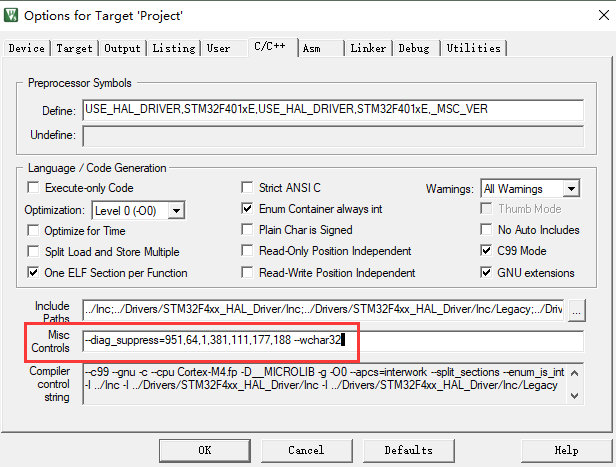 Options for Target 'Project'
Device Target Output Listing User C/C++ Asm Linker Debug Utilities
Preprocessor Symbols
Define: USE_HAL_DRIVER,STM32F401xE,USE_HAL_DRIVER,STM32F401xE,_MSC_VER
Undefine:
Language / Code Generation
Execute-only Code Strict ANSI C Warnings: All Warnings
Optimization: Level 0 (-O0) Enum Container always int Thumb Mode
Optimize for Time Plain Char is Signed No Auto Includes
Split Load and Store Multiple Read-Only Position Independent C99 Mode
One ELF Section per Function Read-Write Position Independent GNU extensions
Include Paths ../Inc;../Drivers/STM32F4xx_HAL_Driver/Inc;../Drivers/STM32F4xx_HAL_Driver/Inc/Legacy;../Driv ...
Misc Controls --diag_suppress=951,64,1,381,111,177,188 --wchar32
Compiler control string --c99 --gnu -c --cpu Cortex-M4.fp -D__MICROLIB -g -O0 --apcs=interwork --split_sections --enum_is_int
-I ../Inc -I ../Drivers/STM32F4xx_HAL_Driver/Inc -I ../Drivers/STM32F4xx_HAL_Driver/Inc/Legacy
OK Cancel Defaults Help